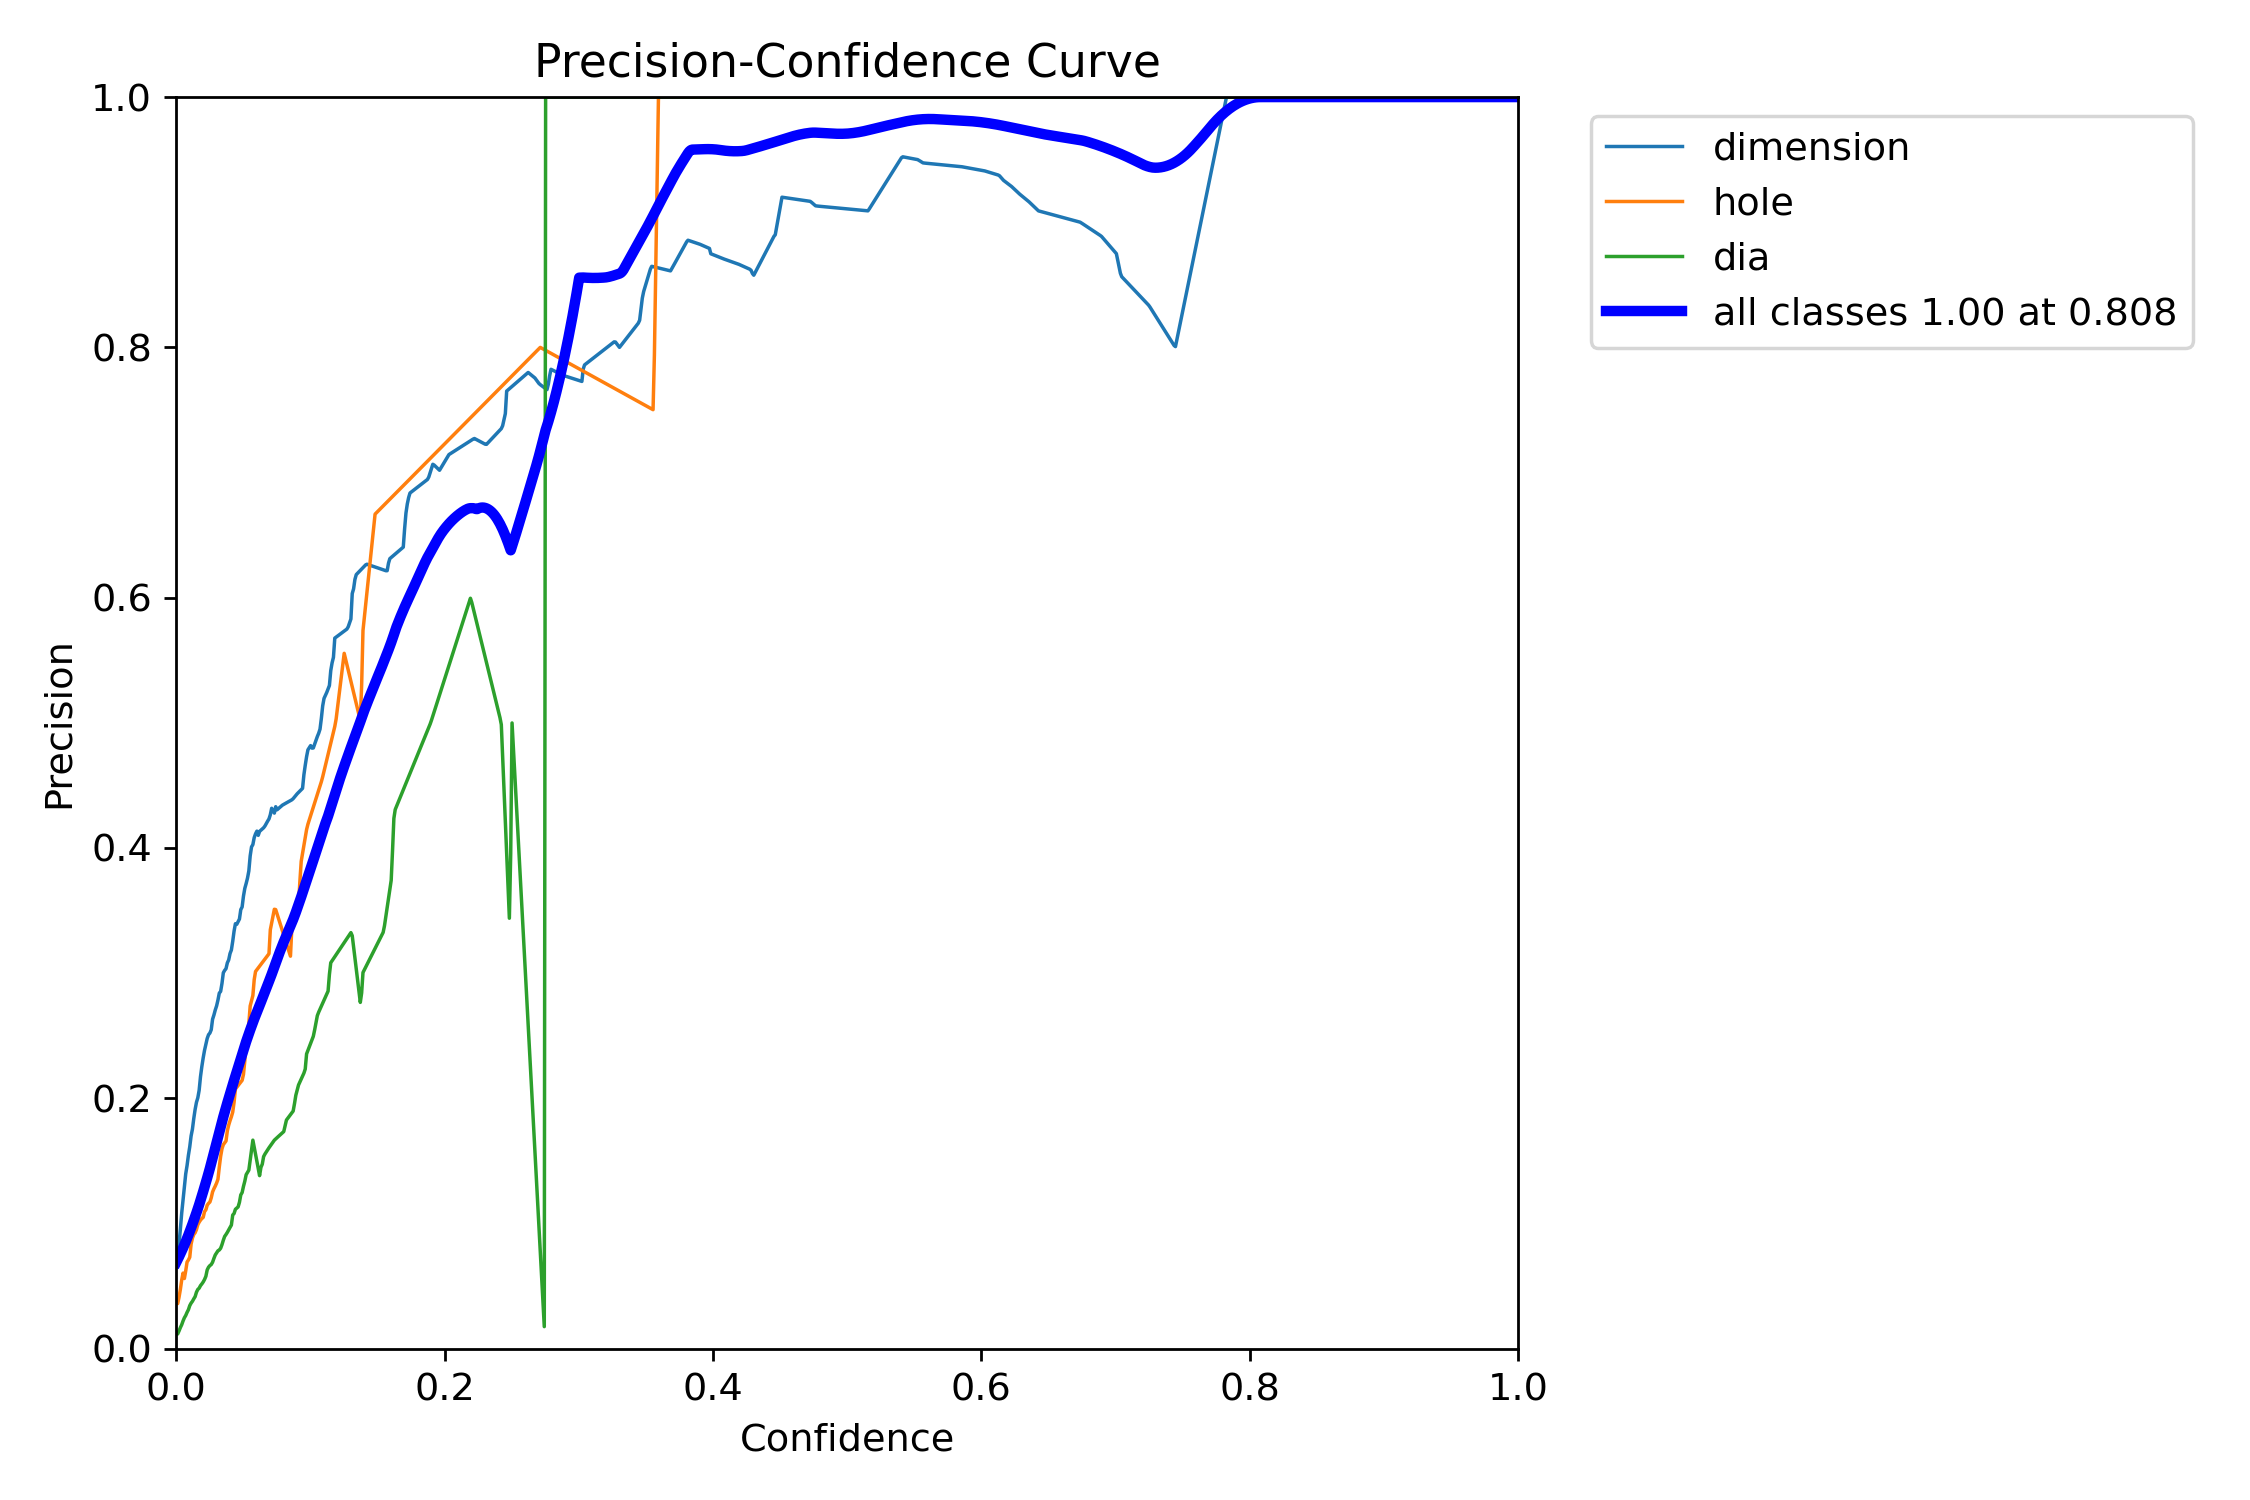 Precision-Confidence Curve
1.0
0.8
0.6
0.4
0.2
0.0
Precision
0.0 0.2 0.4 0.6 0.8 1.0
Confidence
dimension
hole
dia
all classes 1.00 at 0.808